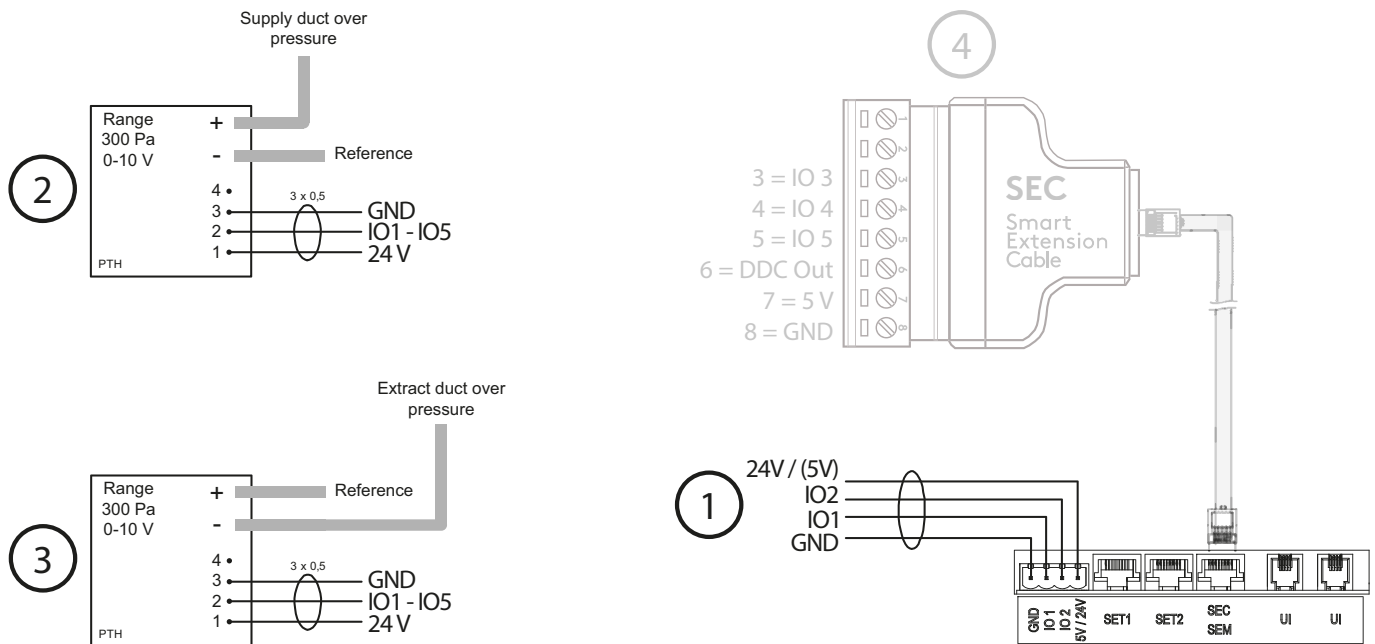 Supply duct over
pressure
2
Range
300 Pa
0-10 V
+
-
Reference
4
3
2
1
3 x 0,5
GND
IO1 - IO5
24 V
PTH
Extract duct over
pressure
3
Range
300 Pa
0-10 V
+
-
Reference
4
3
2
1
3 x 0,5
GND
IO1 - IO5
24 V
PTH
4
1
2
3
4
5
6
7
8
3 = IO 3
4 = IO 4
5 = IO 5
6 = DDC Out
7 = 5 V
8 = GND
SEC
Smart
Extension
Cable
1
24V / (5V)
IO2
IO1
GND
GND
IO 1
IO 2
5V / 24V
SET1
SET2
SEC
SEM
UI
UI